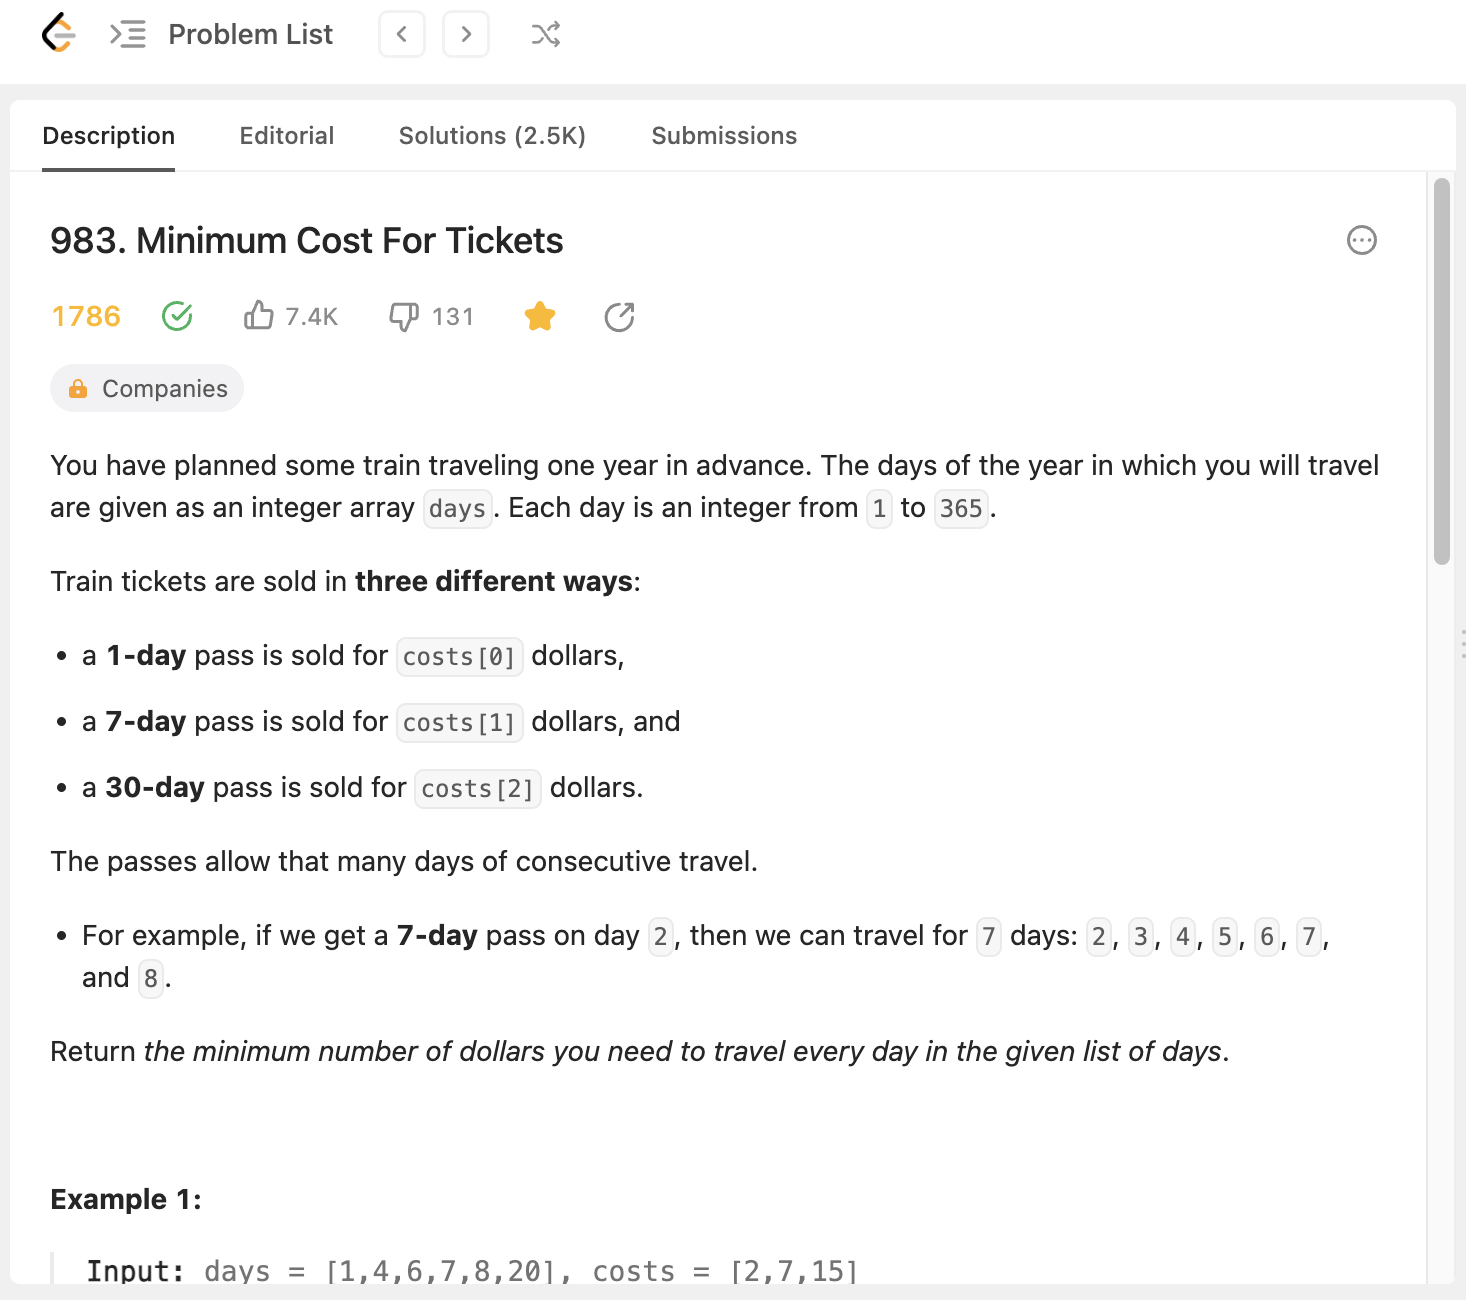 Problem List
Description Editorial Solutions (2.5K) Submissions
983. Minimum Cost For Tickets
1786 7.4K 131
Companies
You have planned some train traveling one year in advance. The days of the year in which you will travel
are given as an integer array days. Each day is an integer from 1 to 365.
Train tickets are sold in three different ways:
• a 1-day pass is sold for costs[0] dollars,
• a 7-day pass is sold for costs[1] dollars, and
• a 30-day pass is sold for costs[2] dollars.
The passes allow that many days of consecutive travel.
• For example, if we get a 7-day pass on day 2, then we can travel for 7 days: 2, 3, 4, 5, 6, 7,
and 8.
Return the minimum number of dollars you need to travel every day in the given list of days.
Example 1:
Input: days = [1,4,6,7,8,20], costs = [2,7,15]